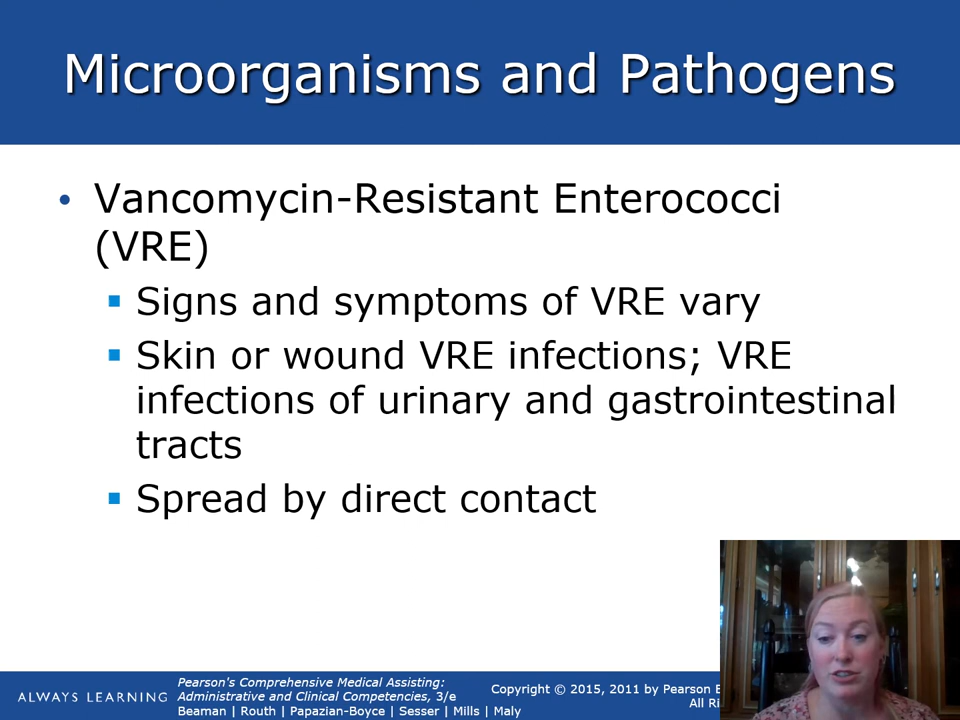 Microorganisms and Pathogens
• Vancomycin-Resistant Enterococci
(VRE)
▪ Signs and symptoms of VRE vary
▪ Skin or wound VRE infections; VRE
infections of urinary and gastrointestinal
tracts
▪ Spread by direct contact
ALWAYS LEARNING
Pearson's Comprehensive Medical Assisting:
Administrative and Clinical Competencies, 3/e
Beaman | Routh | Papazian-Boyce | Sesser | Mills | Maly
Copyright © 2015, 2011 by Pearson
All